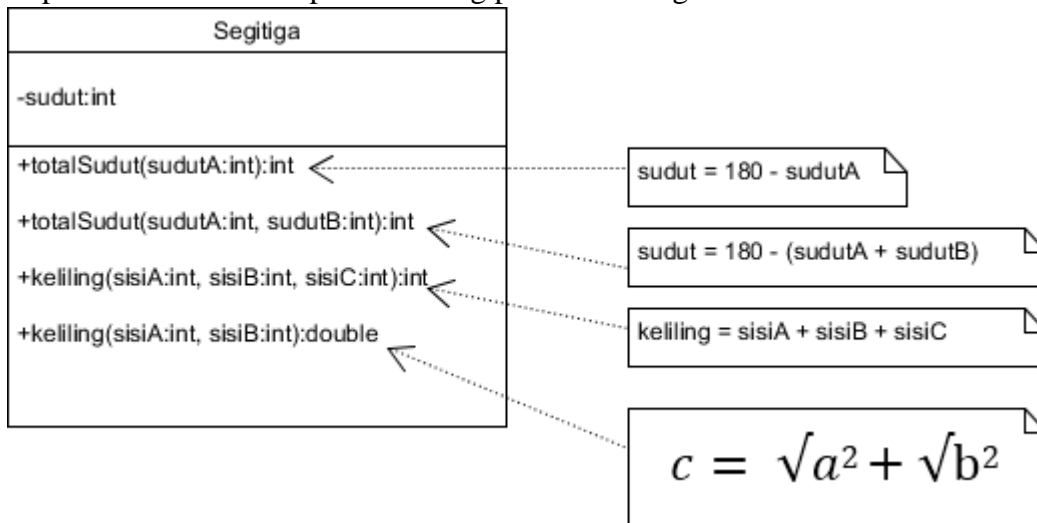 Segitiga
-sudut:int
+totalSudut(sudutA:int):int
+totalSudut(sudutA:int, sudutB:int):int
+keliling(sisiA:int, sisiB:int, sisiC:int):int
+keliling(sisiA:int, sisiB:int):double
sudut = 180 - sudutA
sudut = 180 - (sudutA + sudutB)
keliling = sisiA + sisiB + sisiC
c = √a² + √b²